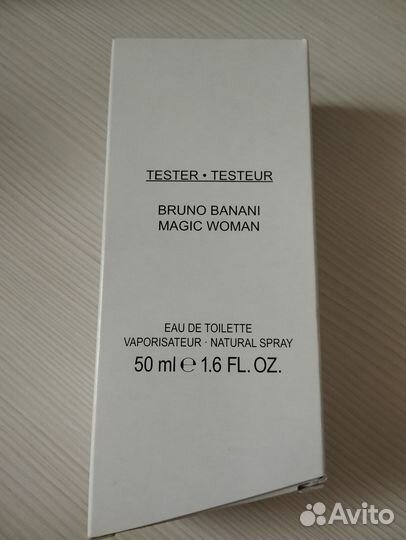 TESTER • TESTEUR
BRUNO BANANI
MAGIC WOMAN
EAU DE TOILETTE
VAPORISATEUR · NATURAL SPRAY
50 ml ℮ 1.6 FL. OZ.
Avito